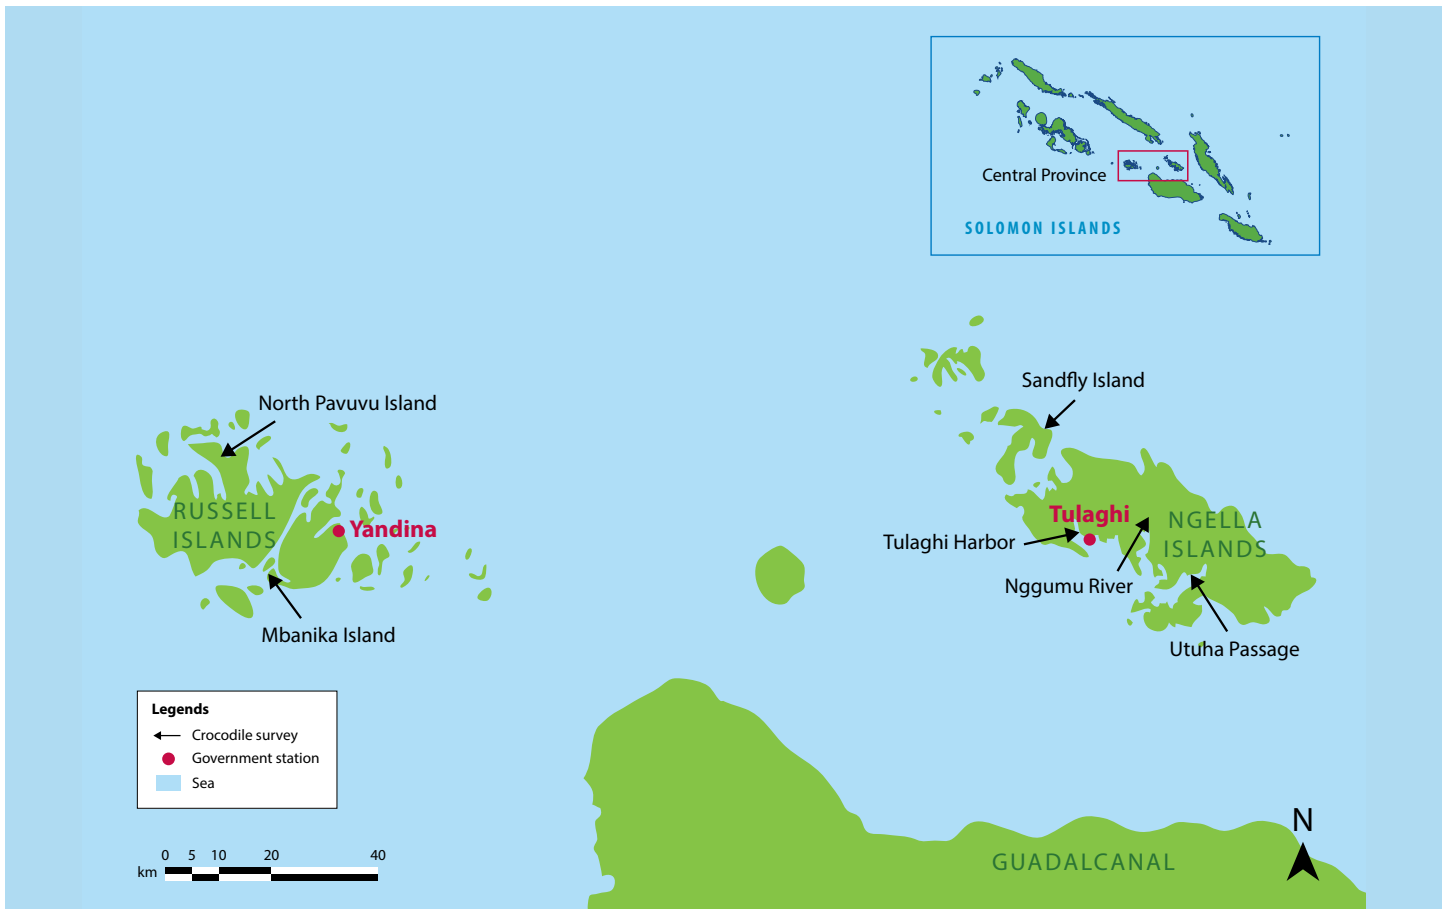 Central Province
SOLOMON ISLANDS
Sandfly Island
North Pavuvu Island
RUSSELL
ISLANDS
Yandina
Mbanika Island
Tulaghi
NGELLA
ISLANDS
Tulaghi Harbor
Nggumu River
Utuha Passage
Legends
Crocodile survey
Government station
Sea
0 5 10 20 40
km
GUADALCANAL
N